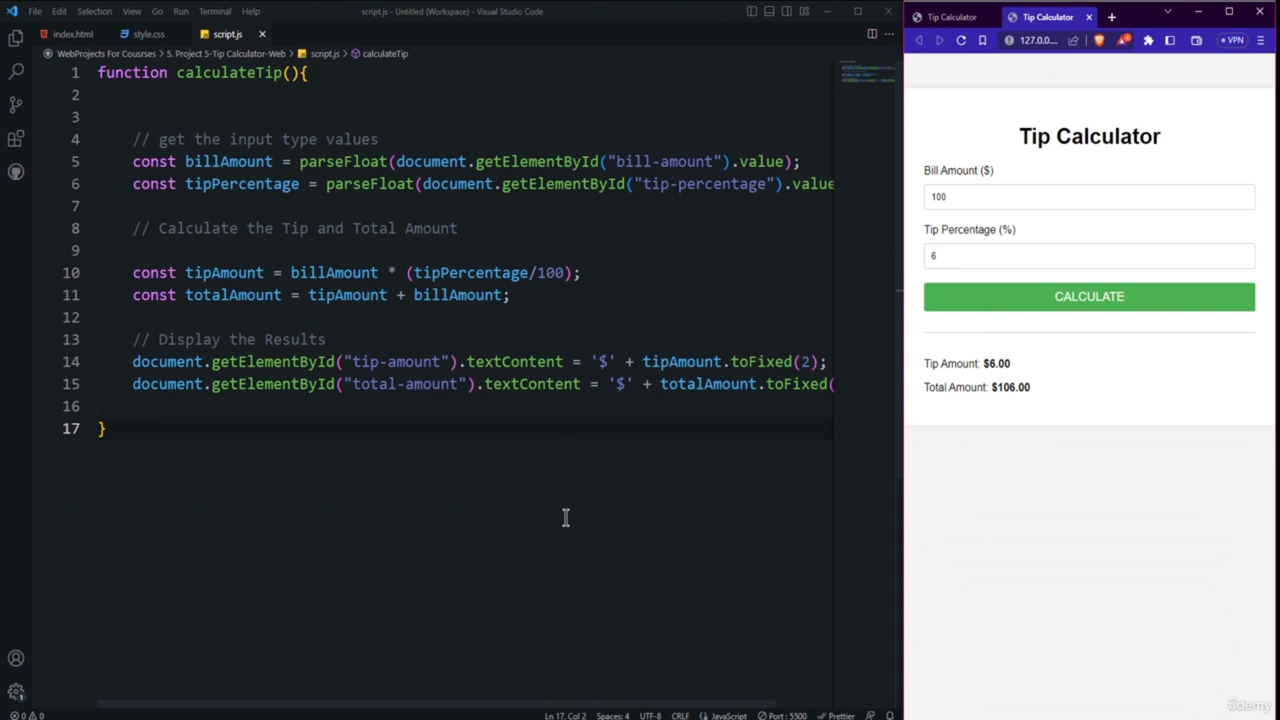 File Edit Selection View Go Run Terminal Help
script.js - Untitled (Workspace) - Visual Studio Code
index.html
style.css
script.js
WebProjects For Coursres > 5. Project 5-Tip Calculator-Web > script.js > calculateTip
1 function calculateTip(){
2
3
4 // get the input type values
5 const billAmount = parseFloat(document.getElementById("bill-amount").value);
6 const tipPercentage = parseFloat(document.getElementById("tip-percentage").value
7
8 // Calculate the Tip and Total Amount
9
10 const tipAmount = billAmount * (tipPercentage/100);
11 const totalAmount = tipAmount + billAmount;
12
13 // Display the Results
14 document.getElementById("tip-amount").textContent = '$' + tipAmount.toFixed(2);
15 document.getElementById("total-amount").textContent = '$' + totalAmount.toFixed(
16
17 }
0 0
Ln 17, Col 2 Spaces: 4 UTF-8 CRLF JavaScript Port : 5500 Prettier
Tip Calculator
Tip Calculator
127.0.0....
VPN
Tip Calculator
Bill Amount ($)
100
Tip Percentage (%)
6
CALCULATE
Tip Amount: $6.00
Total Amount: $106.00
ûdemy